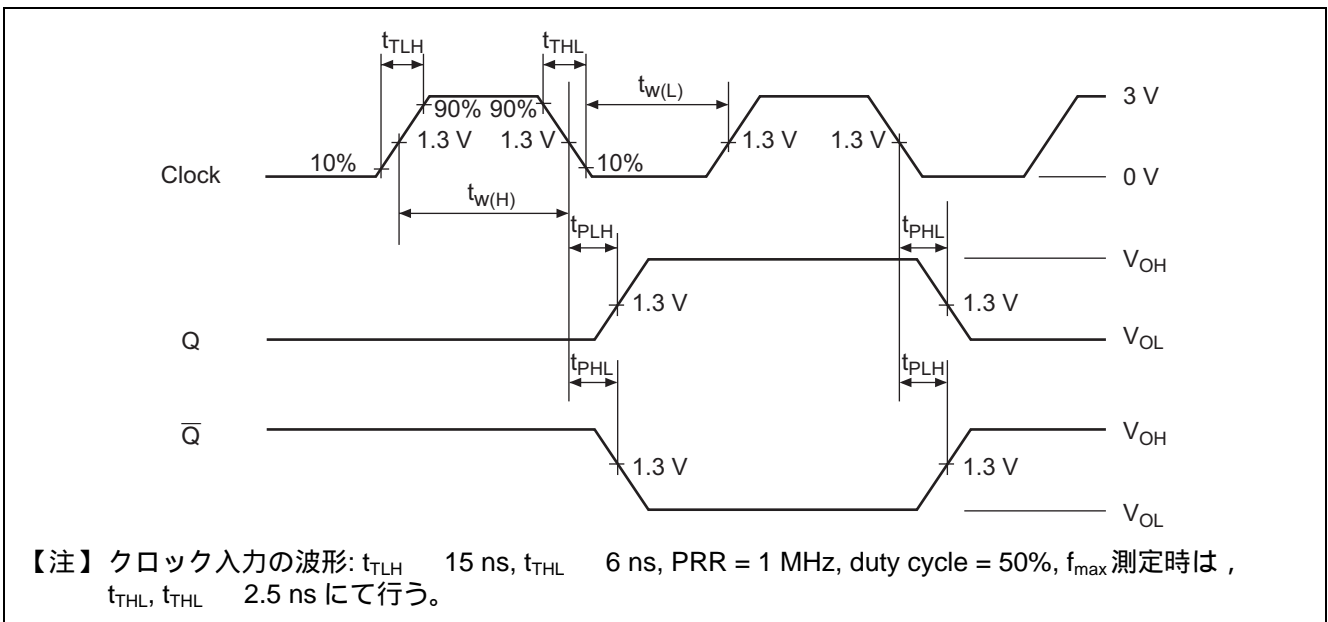 tTLH tTHL
tw(L)
90% 90% 3 V
1.3 V 1.3 V 1.3 V 1.3 V
10% 10%
Clock 0 V
tw(H)
tPLH tPHL
VOH
1.3 V 1.3 V
Q VOL
tPHL tPLH
Q̅ VOH
1.3 V 1.3 V
VOL
【注】クロック入力の波形: tTLH 15 ns, tTHL 6 ns, PRR = 1 MHz, duty cycle = 50%, fmax測定時は，
tTHL, tTHL 2.5 ns にて行う。